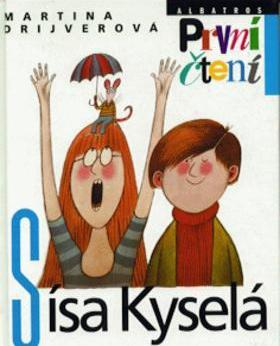 MARTINA
DRIJVEROVÁ
ALBATROS
První
čtení
Sísa Kyselá